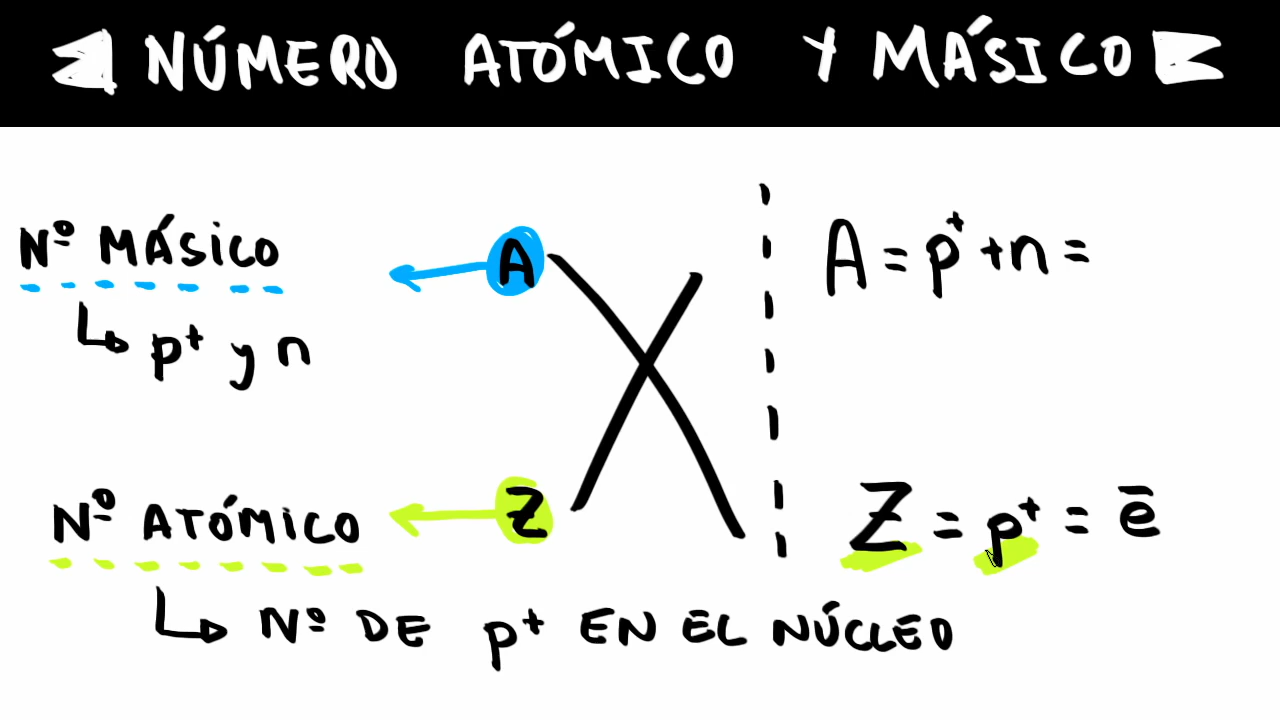 NÚMERO ATÓMICO Y MÁSICO
Nº MÁSICO
p⁺ y n
A
X
Z
Nº ATÓMICO
Nº DE p⁺ EN EL NÚCLEO
A = p⁺ + n =
Z = p⁺ = e⁻